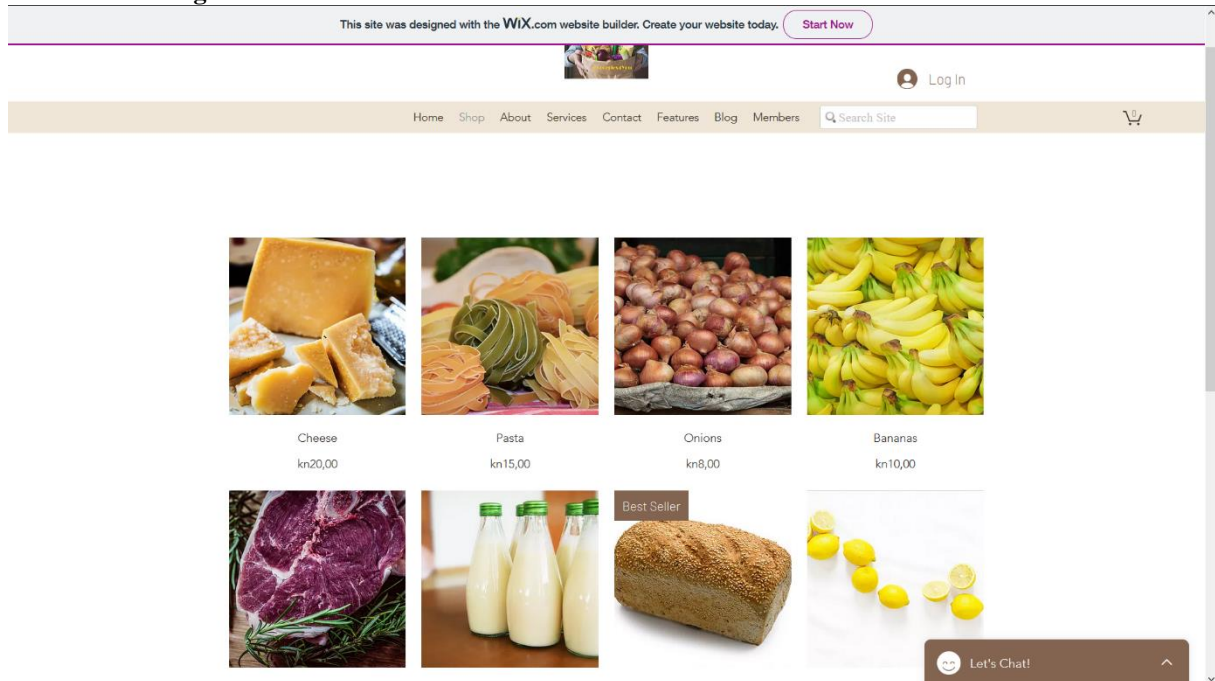 This site was designed with the WiX.com website builder. Create your website today. Start Now
Log In
Home Shop About Services Contact Features Blog Members Search Site 0
Cheese Pasta Onions Bananas
kn20,00 kn15,00 kn8,00 kn10,00
Best Seller
Let's Chat!